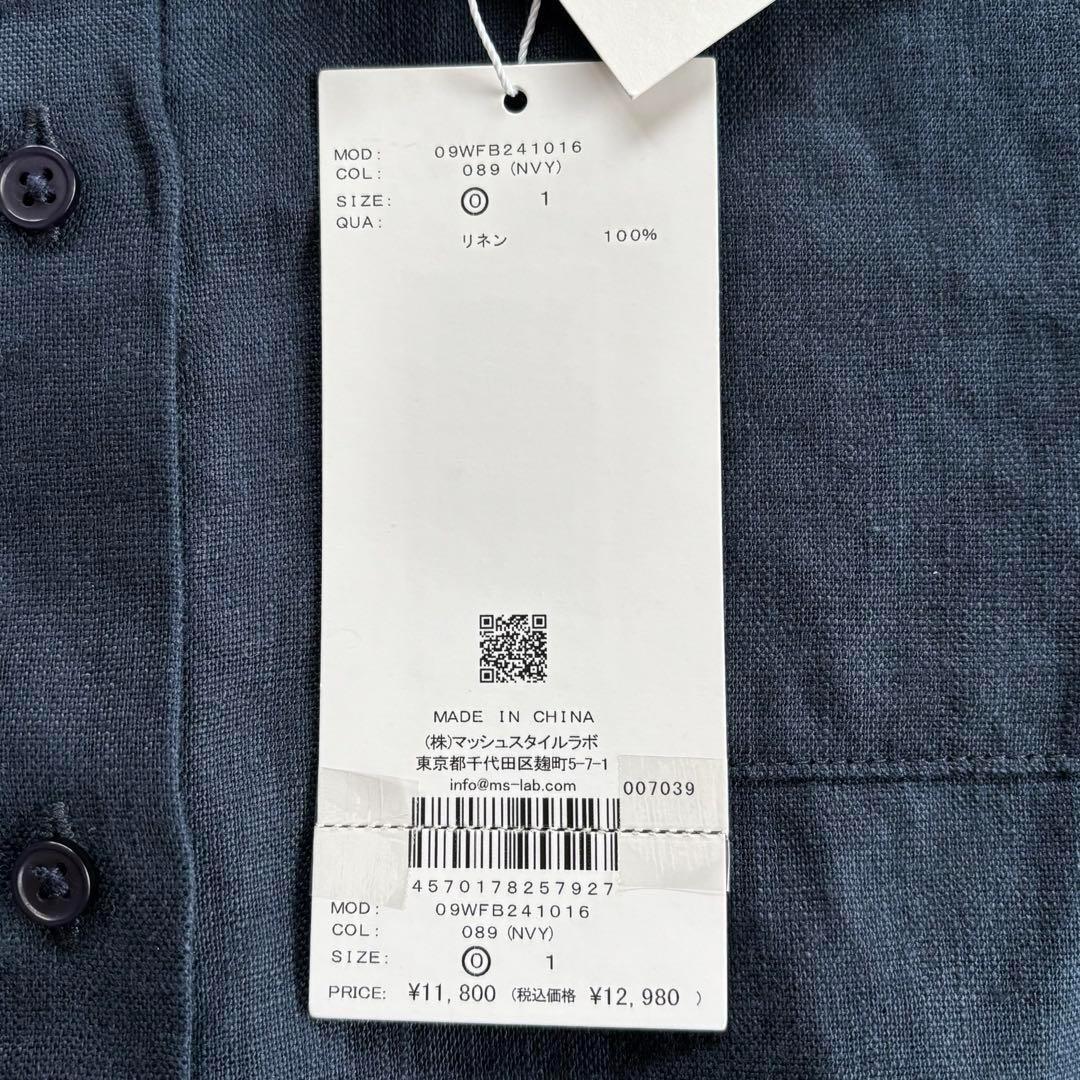 MOD: 09WFB241016
COL: 089 (NVY)
SIZE: 0 1
QUA:
リネン 100%
MADE IN CHINA
(株)マッシュスタイルラボ
東京都千代田区麹町5-7-1
info@ms-lab.com
007039
4570178257927
MOD: 09WFB241016
COL: 089 (NVY)
SIZE: 0 1
PRICE: ¥11,800 (税込価格 ¥12,980 )